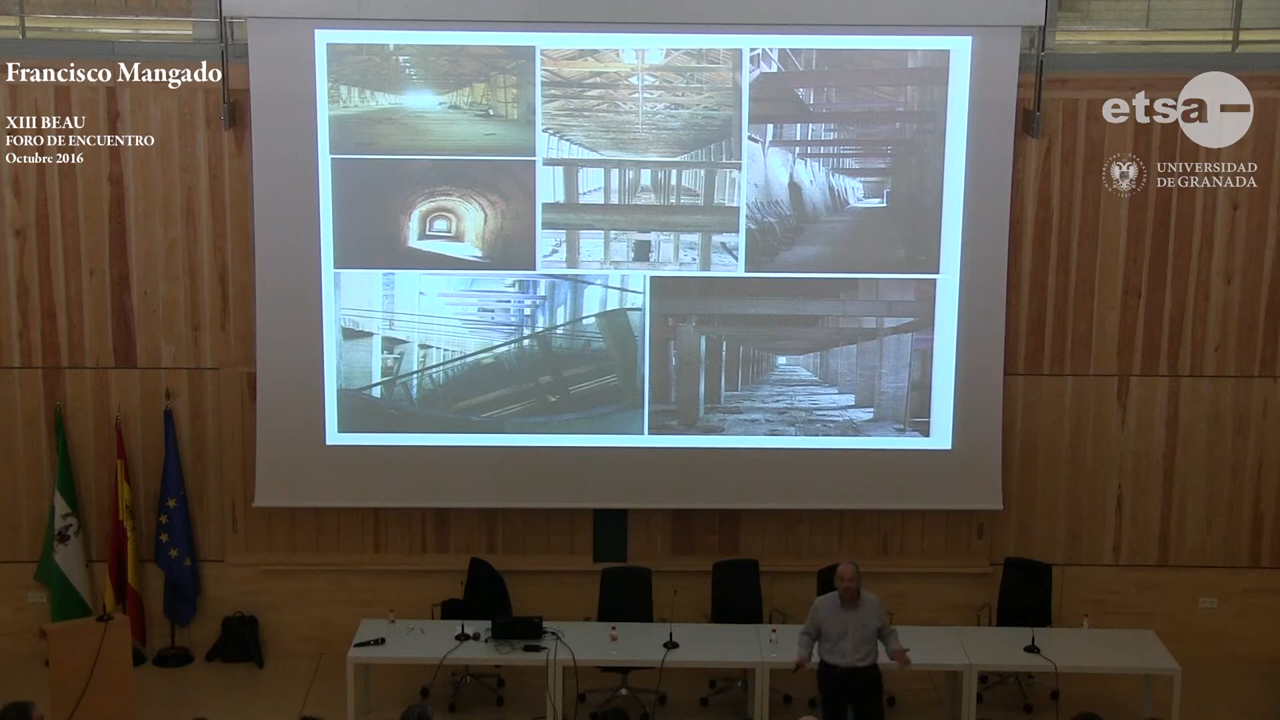 Francisco Mangado
XIII BEAU
FORO DE ENCUENTRO
Octubre 2016
etsa
UNIVERSIDAD
DE GRANADA